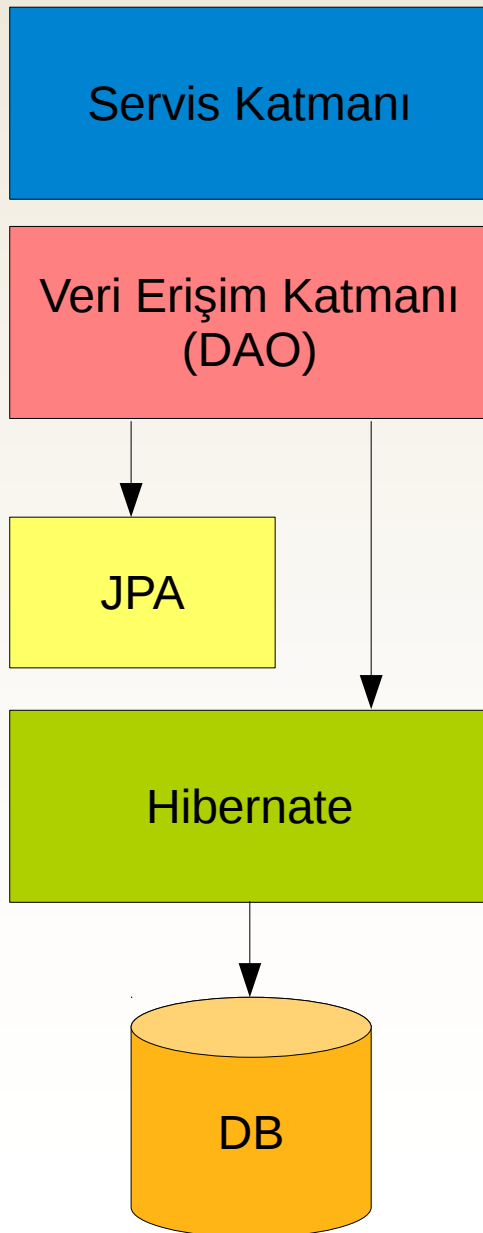 Servis Katmanı
Veri Erişim Katmanı
(DAO)
JPA
Hibernate
DB